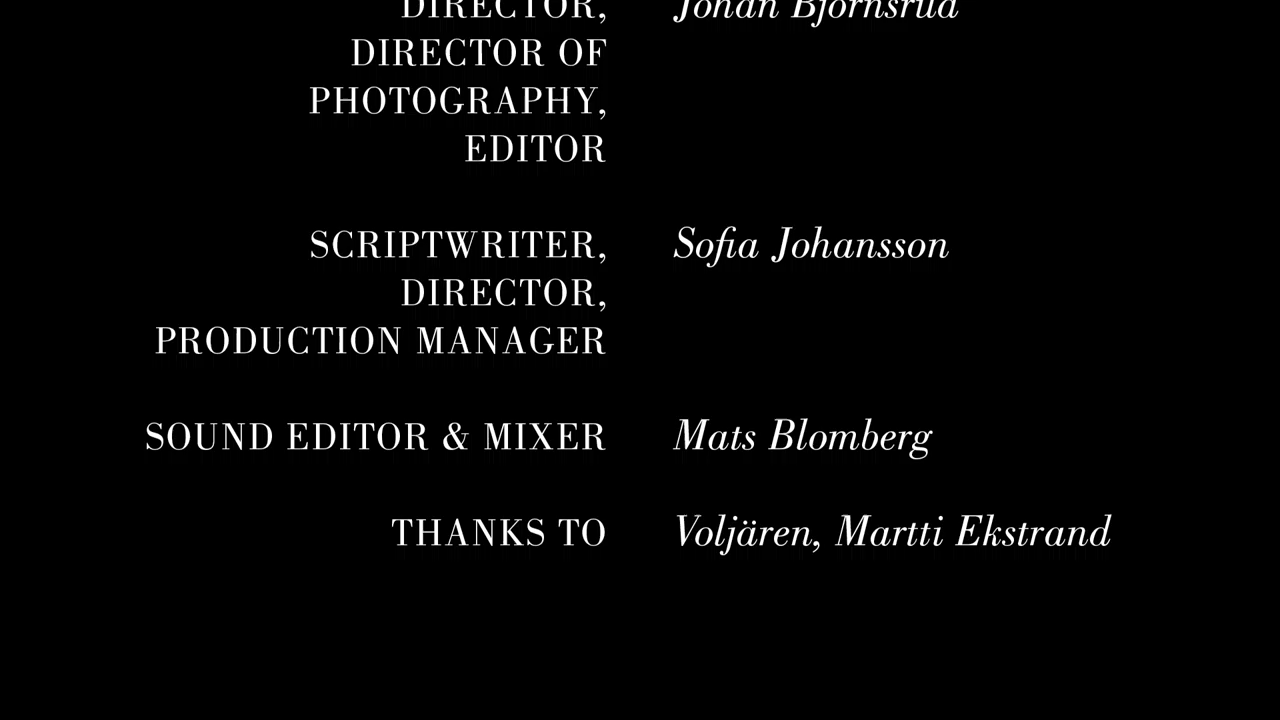 DIRECTOR, Johan Bjornsrud
DIRECTOR OF
PHOTOGRAPHY,
EDITOR
SCRIPTWRITER, Sofia Johansson
DIRECTOR,
PRODUCTION MANAGER
SOUND EDITOR & MIXER Mats Blomberg
THANKS TO Voljären, Martti Ekstrand